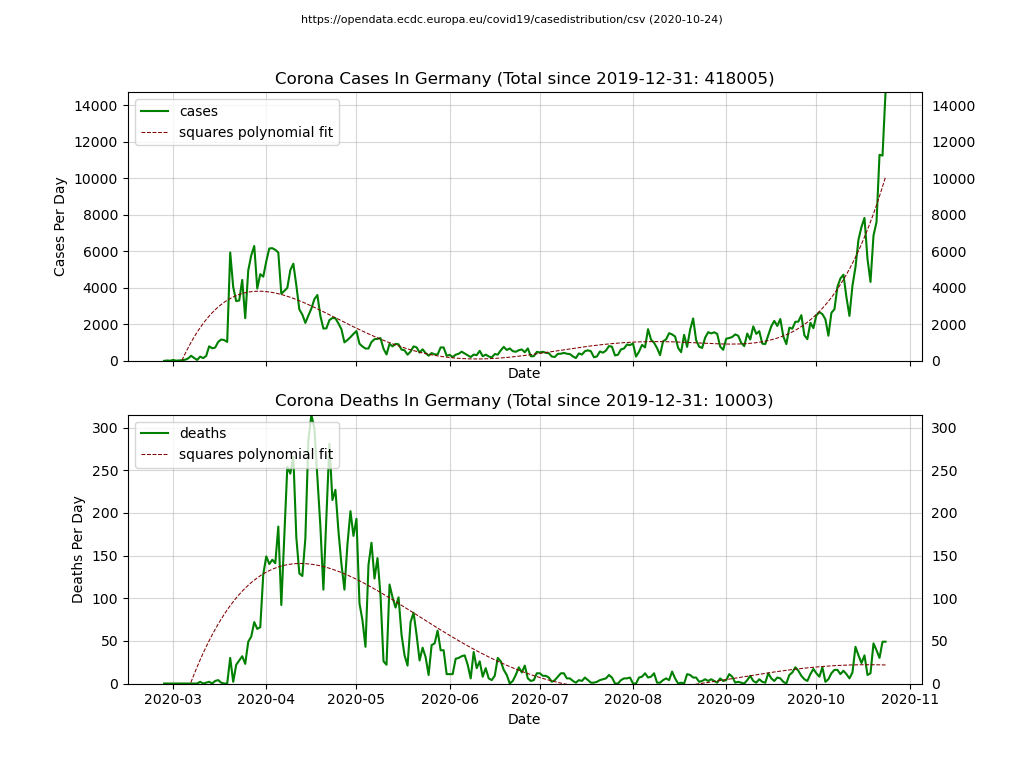 https://opendata.ecdc.europa.eu/covid19/casedistribution/csv (2020-10-24)
Corona Cases In Germany (Total since 2019-12-31: 418005)
cases
squares polynomial fit
Cases Per Day
14000
12000
10000
8000
6000
4000
2000
0
14000
12000
10000
8000
6000
4000
2000
0
Date
Corona Deaths In Germany (Total since 2019-12-31: 10003)
deaths
squares polynomial fit
Deaths Per Day
300
250
200
150
100
50
0
300
250
200
150
100
50
0
2020-03 2020-04 2020-05 2020-06 2020-07 2020-08 2020-09 2020-10 2020-11
Date